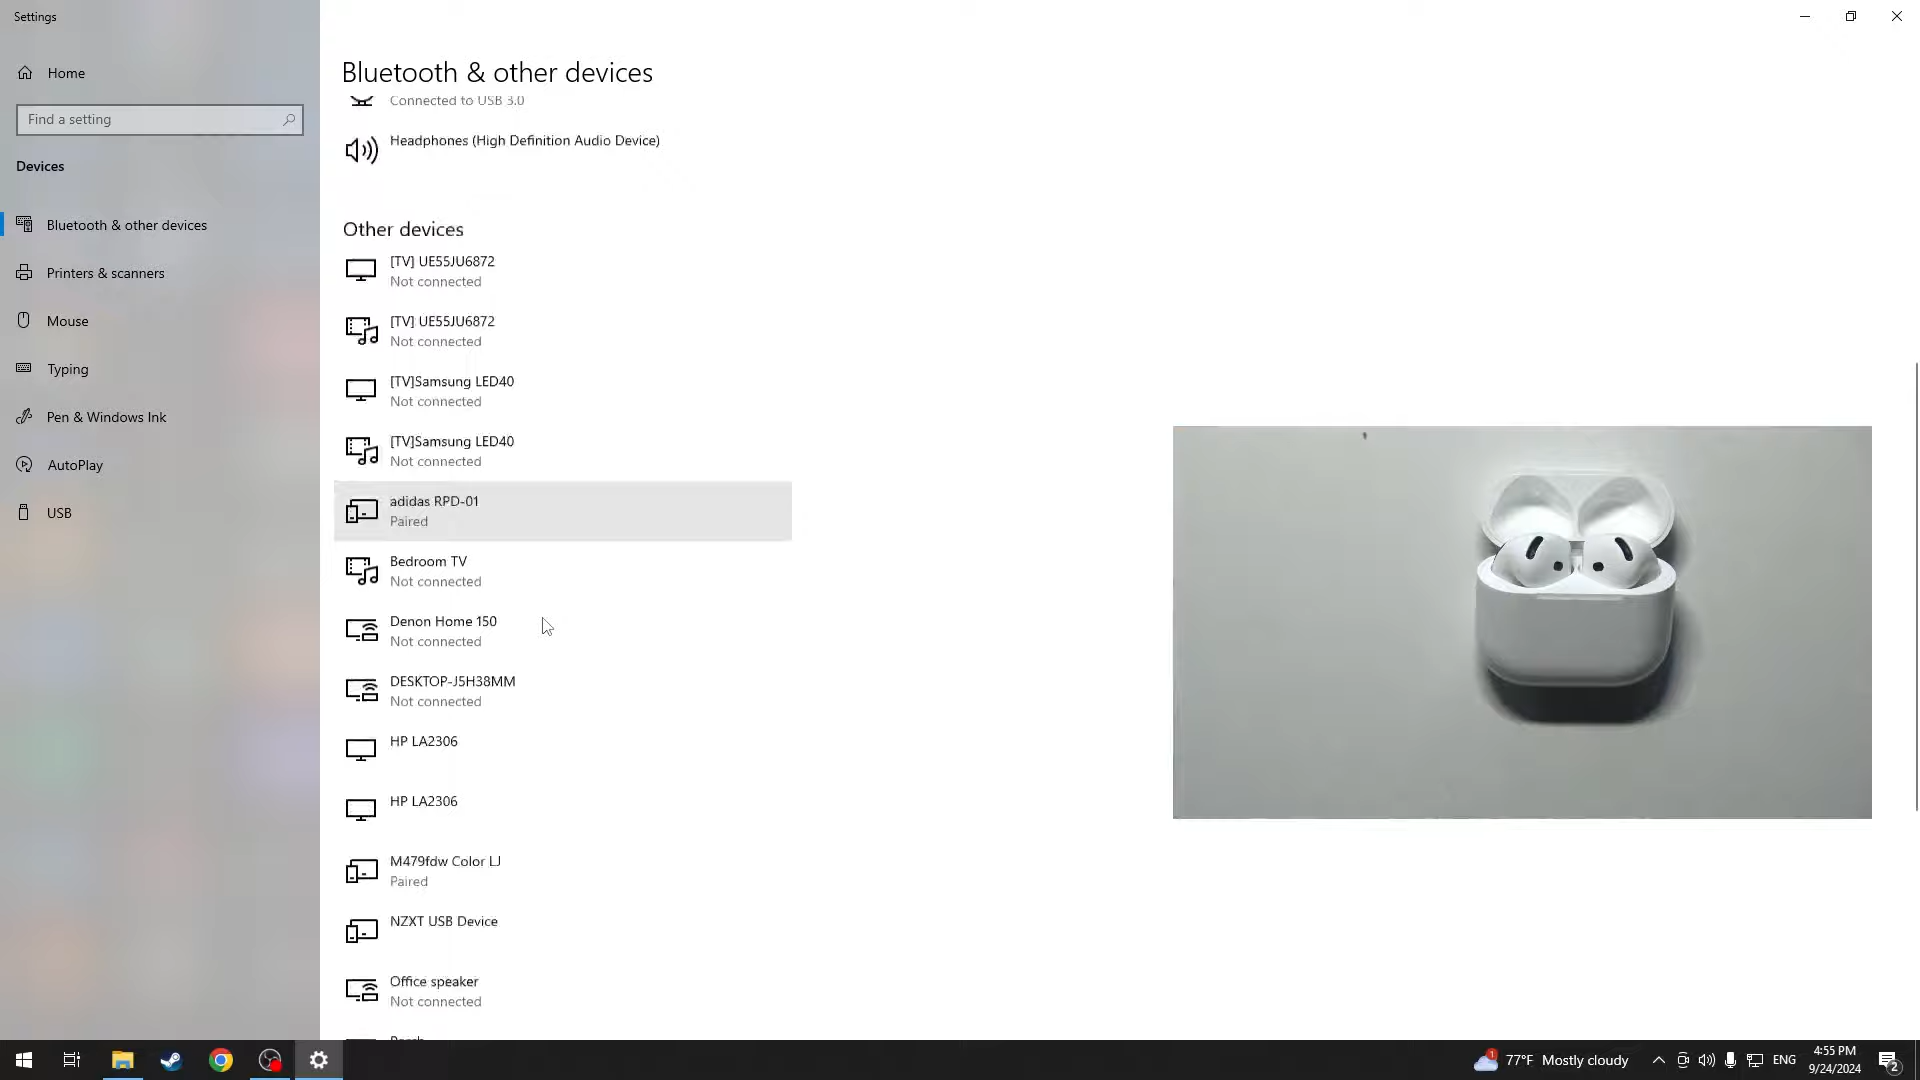 Settings
Home
Find a setting
Devices
Bluetooth & other devices
Printers & scanners
Mouse
Typing
Pen & Windows Ink
AutoPlay
USB
Bluetooth & other devices
Connected to USB 3.0
Headphones (High Definition Audio Device)
Other devices
[TV] UE55JU6872
Not connected
[TV] UE55JU6872
Not connected
[TV]Samsung LED40
Not connected
[TV]Samsung LED40
Not connected
adidas RPD-01
Paired
Bedroom TV
Not connected
Denon Home 150
Not connected
DESKTOP-J5H38MM
Not connected
HP LA2306
HP LA2306
M479fdw Color LJ
Paired
NZXT USB Device
Office speaker
Not connected
1
77°F Mostly cloudy
ENG
4:55 PM
9/24/2024
2